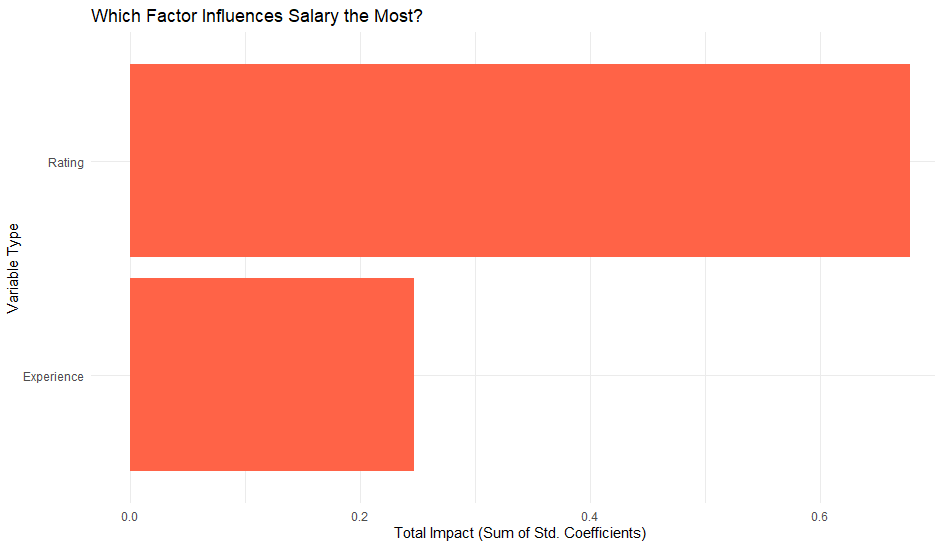 Which Factor Influences Salary the Most?
Variable Type
Rating
Experience
0.0 0.2 0.4 0.6
Total Impact (Sum of Std. Coefficients)